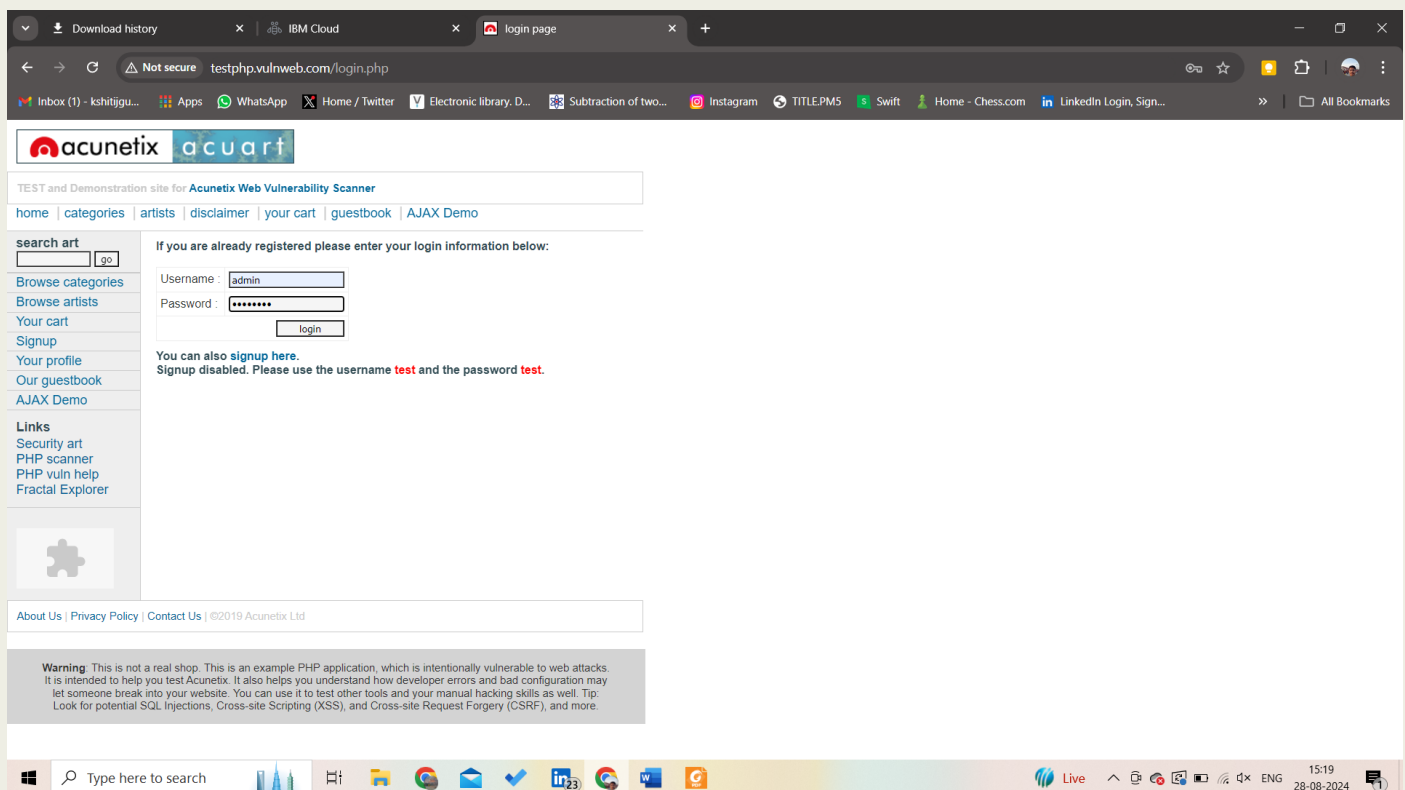 Download history
IBM Cloud
login page
Not secure testphp.vulnweb.com/login.php
Inbox (1) - kshitijgu... Apps WhatsApp Home / Twitter Electronic library. D... Subtraction of two... Instagram TITLE.PM5 Swift Home - Chess.com LinkedIn Login, Sign... » All Bookmarks
acunetix acuart
TEST and Demonstration site for Acunetix Web Vulnerability Scanner
home | categories | artists | disclaimer | your cart | guestbook | AJAX Demo
search art
go
Browse categories
Browse artists
Your cart
Signup
Your profile
Our guestbook
AJAX Demo
Links
Security art
PHP scanner
PHP vuln help
Fractal Explorer
If you are already registered please enter your login information below:
Username : admin
Password : ••••••••
login
You can also signup here.
Signup disabled. Please use the username test and the password test.
About Us | Privacy Policy | Contact Us | ©2019 Acunetix Ltd
Warning: This is not a real shop. This is an example PHP application, which is intentionally vulnerable to web attacks.
It is intended to help you test Acunetix. It also helps you understand how developer errors and bad configuration may
let someone break into your website. You can use it to test other tools and your manual hacking skills as well. Tip:
Look for potential SQL Injections, Cross-site Scripting (XSS), and Cross-site Request Forgery (CSRF), and more.
Type here to search
23
Live
ENG
15:19
28-08-2024
1